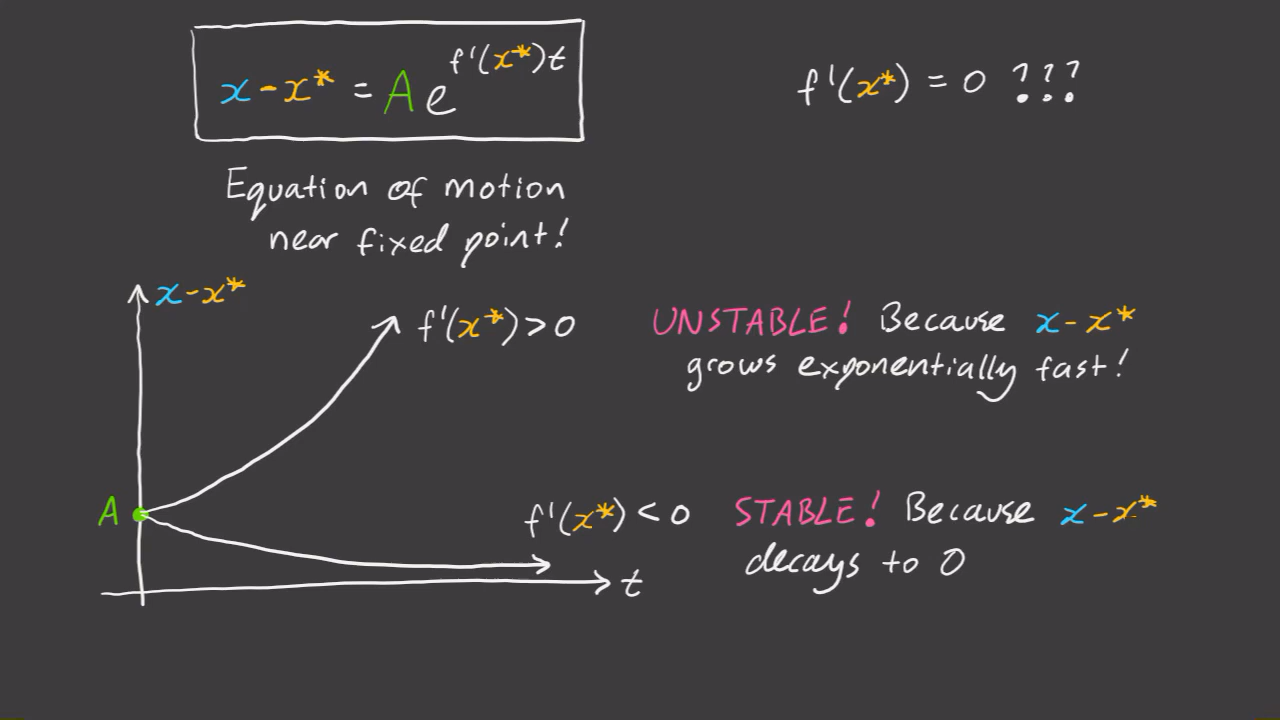 x - x* = A e^{f'(x*)t}
f'(x*) = 0 ???
Equation of motion
near fixed point!
x - x*
f'(x*) > 0
UNSTABLE! Because x - x*
grows exponentially fast!
A
f'(x*) < 0
STABLE! Because x - x*
decays to 0
t